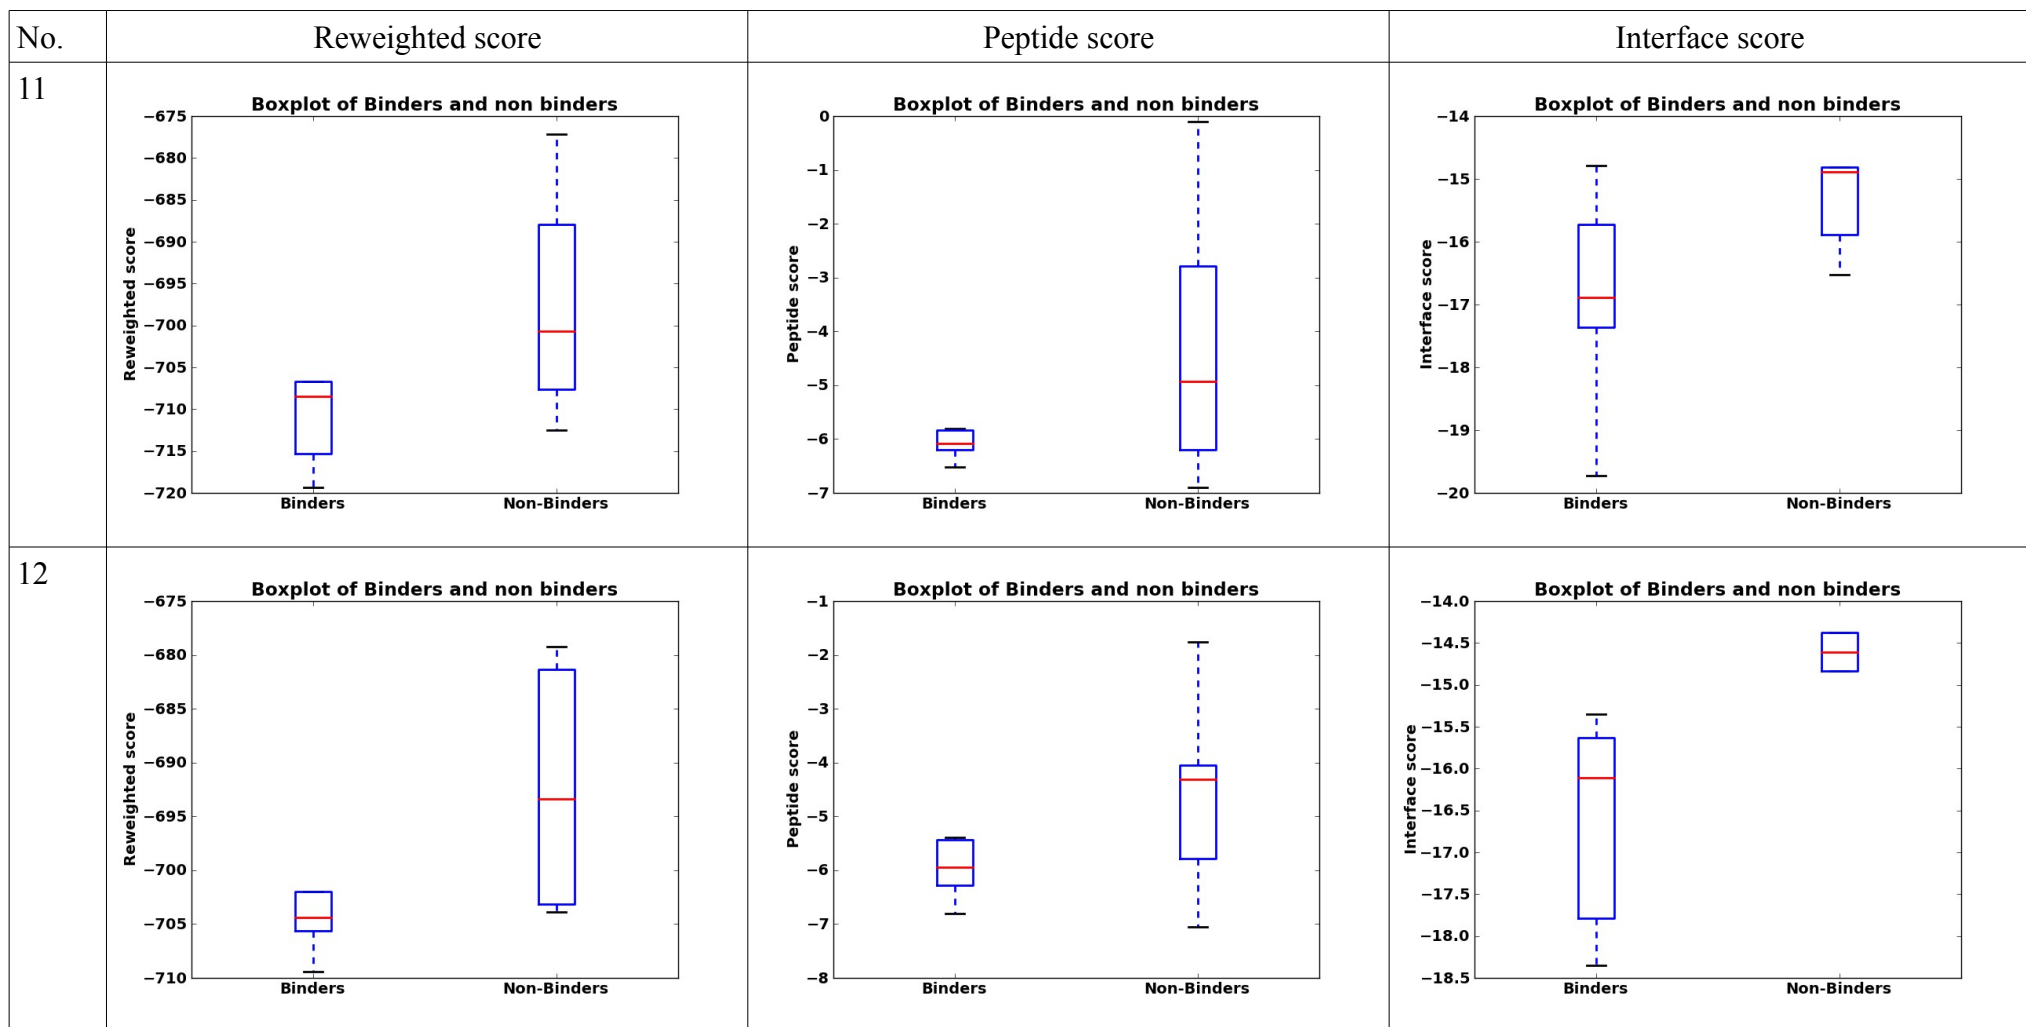 No. Reweighted score Peptide score Interface score
11
Boxplot of Binders and non binders
Reweighted score
−675
−680
−685
−690
−695
−700
−705
−710
−715
−720
Binders Non-Binders
Boxplot of Binders and non binders
Peptide score
0
−1
−2
−3
−4
−5
−6
−7
Binders Non-Binders
Boxplot of Binders and non binders
Interface score
−14
−15
−16
−17
−18
−19
−20
Binders Non-Binders
12
Boxplot of Binders and non binders
Reweighted score
−675
−680
−685
−690
−695
−700
−705
−710
Binders Non-Binders
Boxplot of Binders and non binders
Peptide score
−1
−2
−3
−4
−5
−6
−7
−8
Binders Non-Binders
Boxplot of Binders and non binders
Interface score
−14.0
−14.5
−15.0
−15.5
−16.0
−16.5
−17.0
−17.5
−18.0
−18.5
Binders Non-Binders